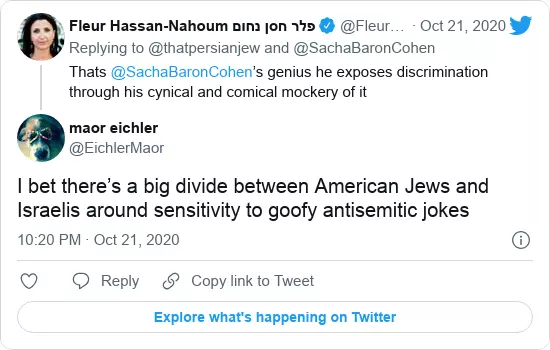 Fleur Hassan-Nahoum פלר חסן נחום @Fleur… · Oct 21, 2020
Replying to @thatpersianjew and @SachaBaronCohen
Thats @SachaBaronCohen's genius he exposes discrimination
through his cynical and comical mockery of it
maor eichler
@EichlerMaor
I bet there's a big divide between American Jews and
Israelis around sensitivity to goofy antisemitic jokes
10:20 PM · Oct 21, 2020
Reply Copy link to Tweet
Explore what's happening on Twitter